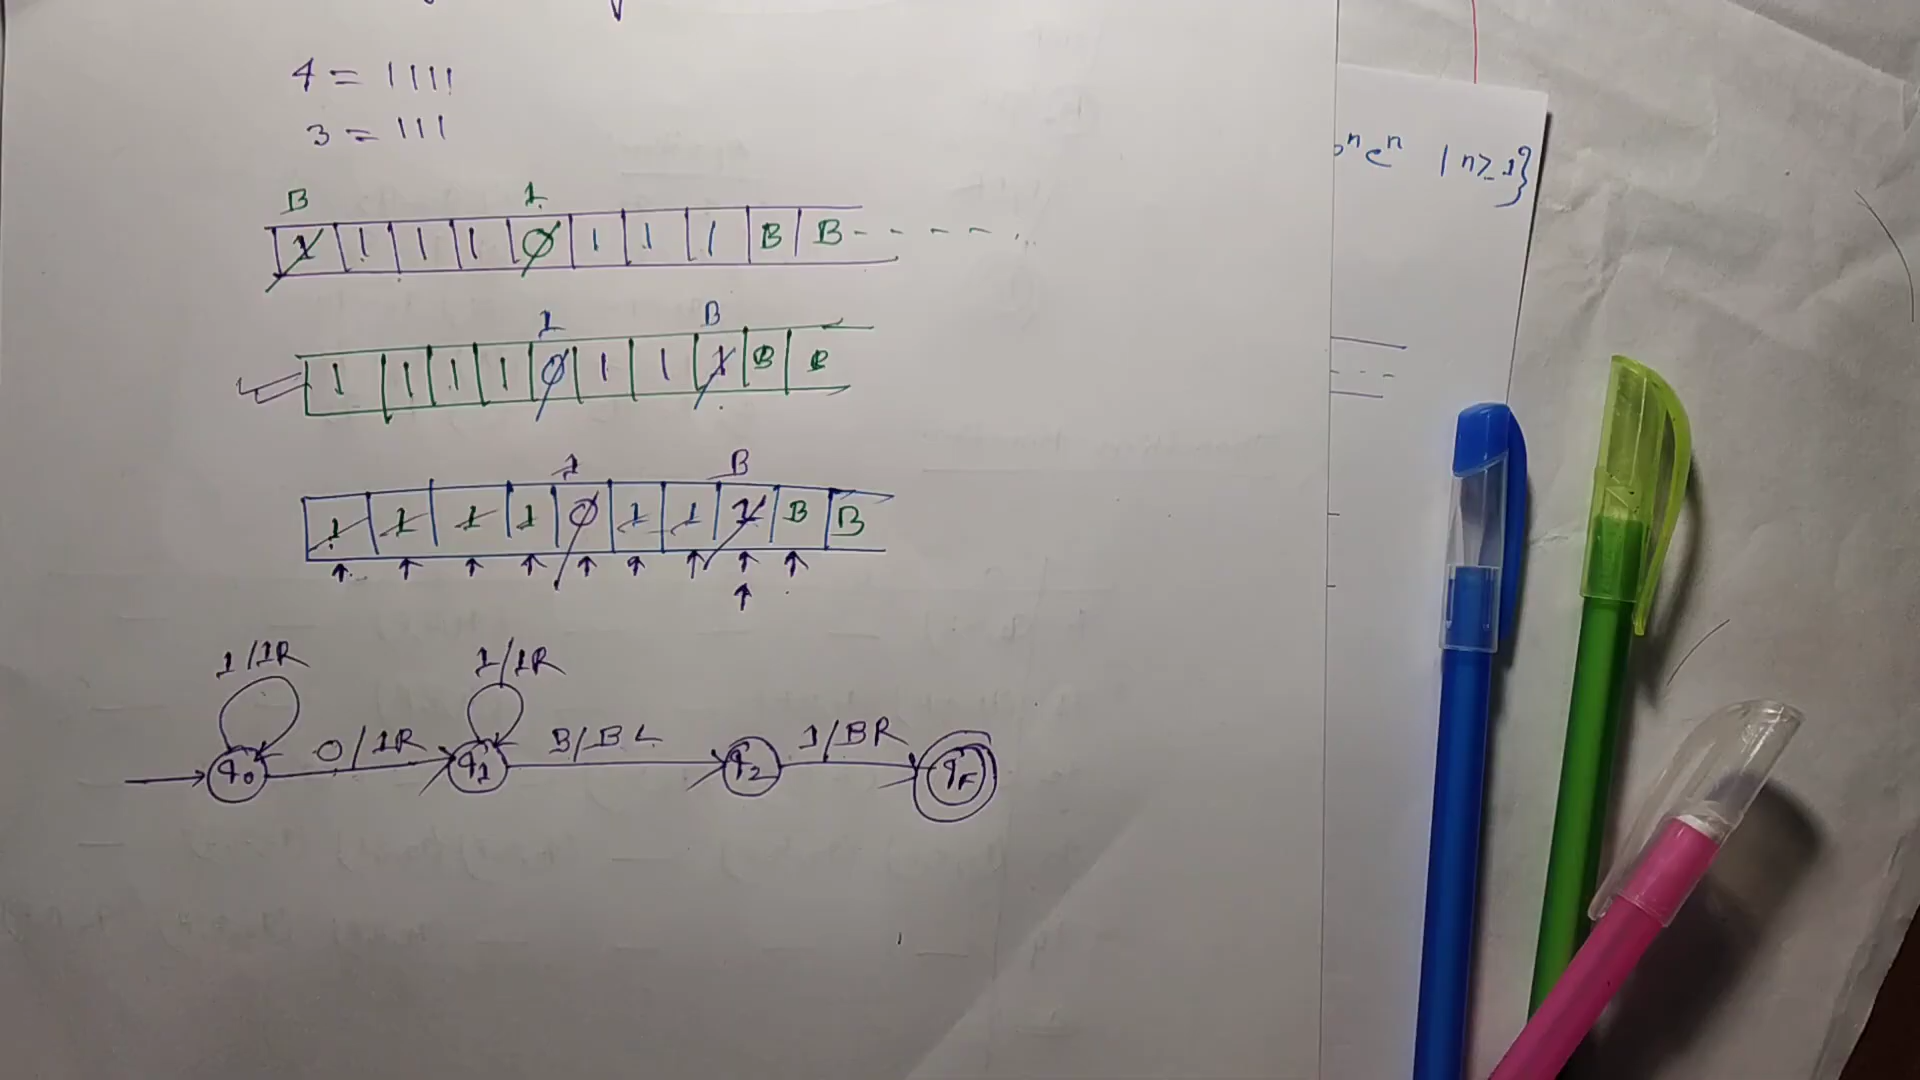 4 = 1111
3 = 111
bⁿcⁿ | n≥1}
B 1
1 1 1 1 0 1 1 1 B B - - - - -
1 B
1 1 1 1 0 1 1 1 B B
1 B
1 1 1 1 0 1 1 1 B B
↑ ↑ ↑ ↑ ↑ ↑ ↑ ↑ ↑
↑
1/1R 1/1R
0/1R B/BL 1/BR
q₀ q₁ q₂ qF